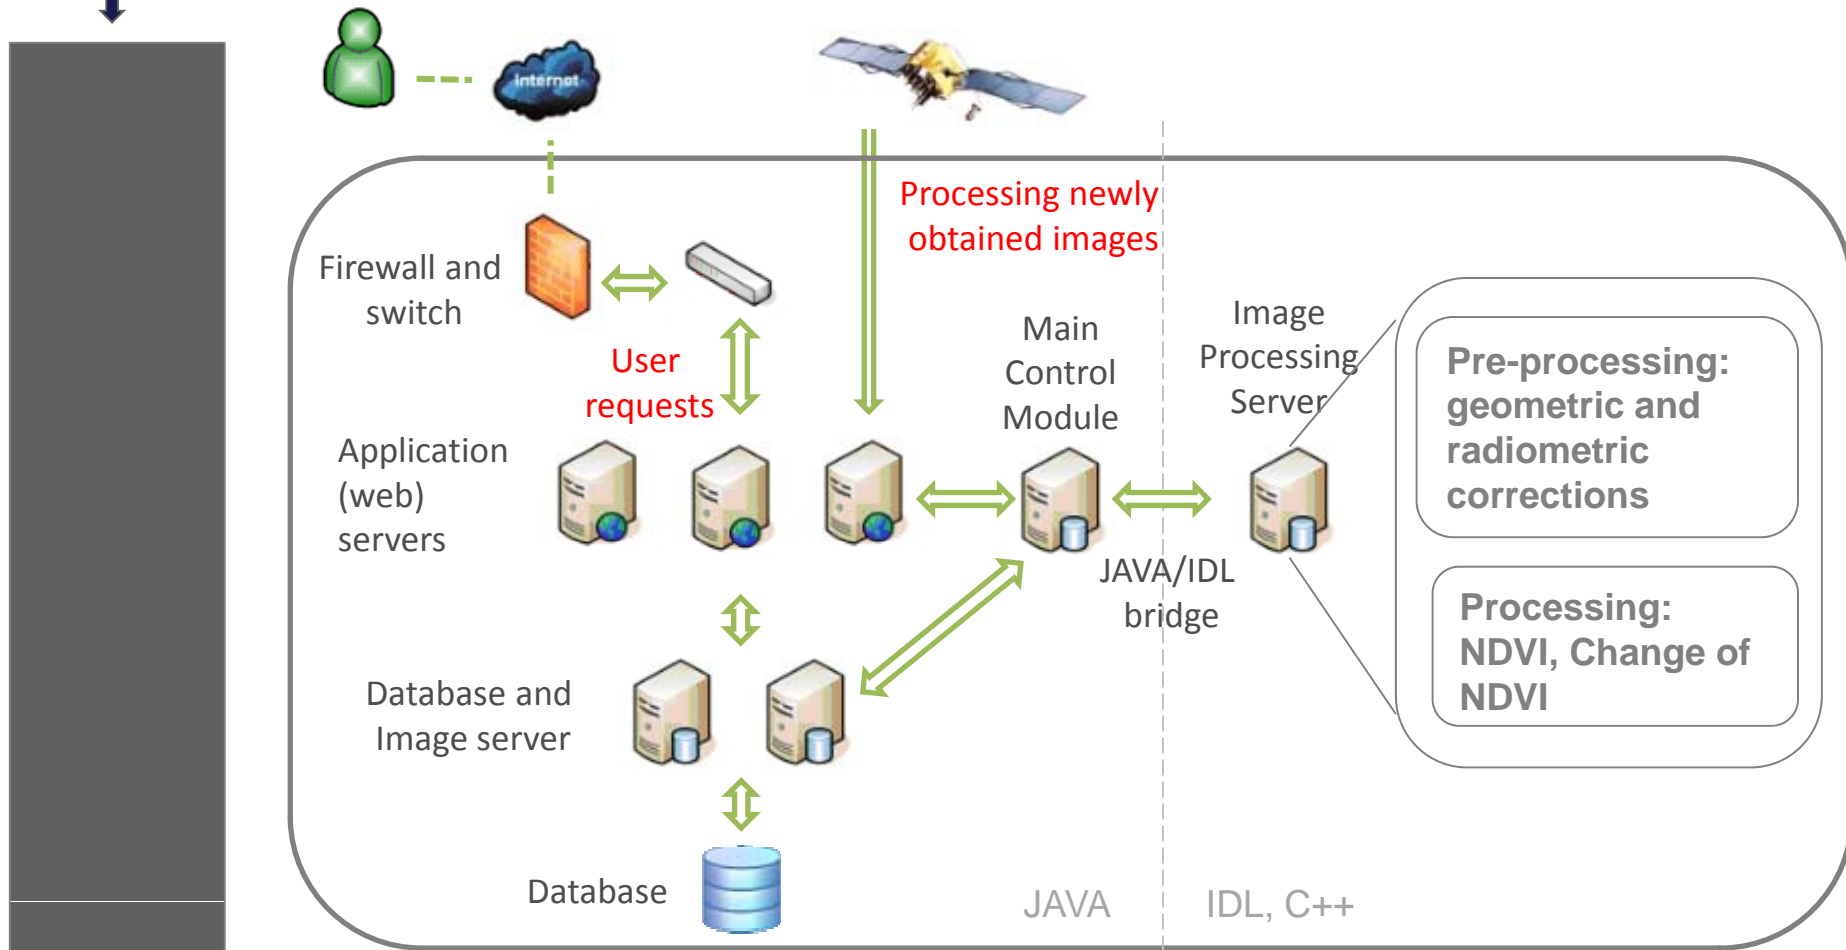 Internet
Processing newly
obtained images
Firewall and
switch
User
requests
Main
Control
Module
Image
Processing
Server
Pre-processing:
geometric and
radiometric
corrections
Application
(web)
servers
JAVA/IDL
bridge
Processing:
NDVI, Change of
NDVI
Database and
Image server
Database
JAVA
IDL, C++